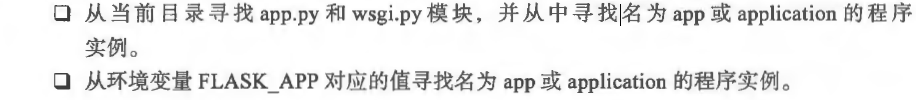 ❑ 从当前目录寻找 app.py 和 wsgi.py 模块，并从中寻找名为 app 或 application 的程序
实例。
❑ 从环境变量 FLASK_APP 对应的值寻找名为 app 或 application 的程序实例。